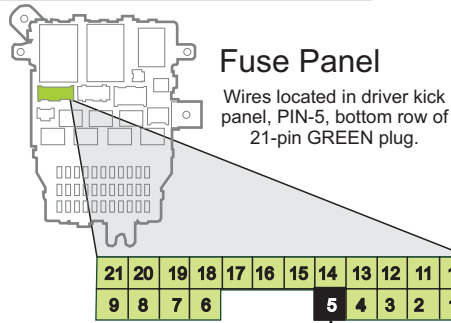 Fuse Panel
Wires located in driver kick
panel, PIN-5, bottom row of
21-pin GREEN plug.
21 20 19 18 17 16 15 14 13 12 11
9 8 7 6 5 4 3 2